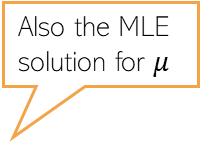 Also the MLE
solution for μ